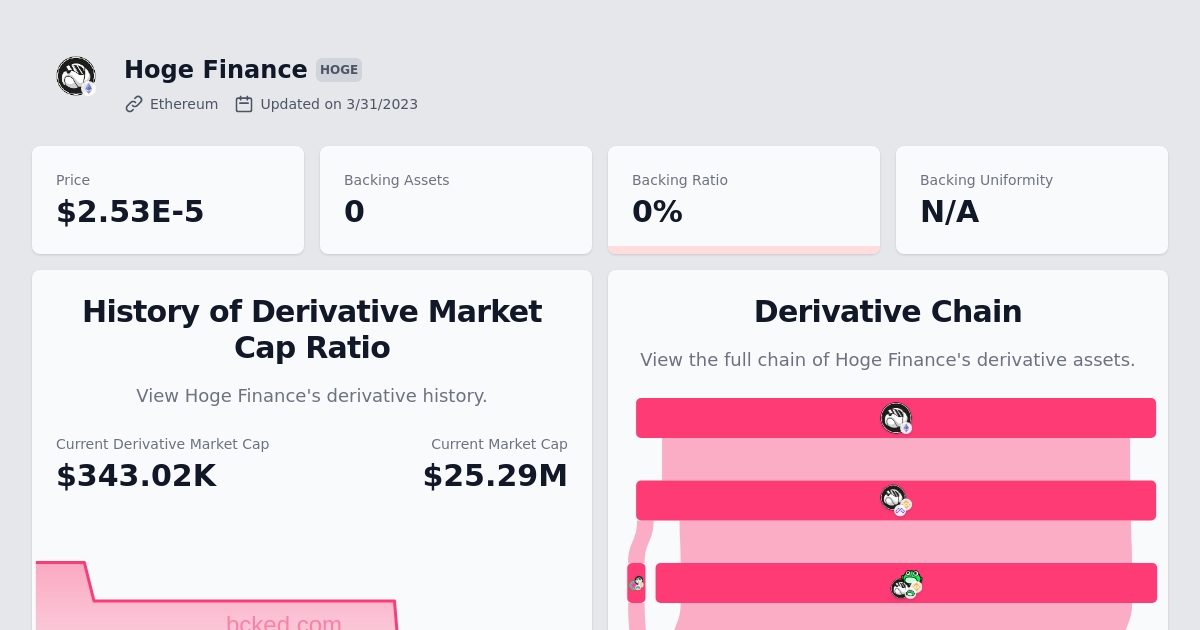 Hoge Finance HOGE
Ethereum Updated on 3/31/2023
Price
$2.53E-5
Backing Assets
0
Backing Ratio
0%
Backing Uniformity
N/A
History of Derivative Market
Cap Ratio
View Hoge Finance's derivative history.
Current Derivative Market Cap
$343.02K
Current Market Cap
$25.29M
bcked.com
Derivative Chain
View the full chain of Hoge Finance's derivative assets.